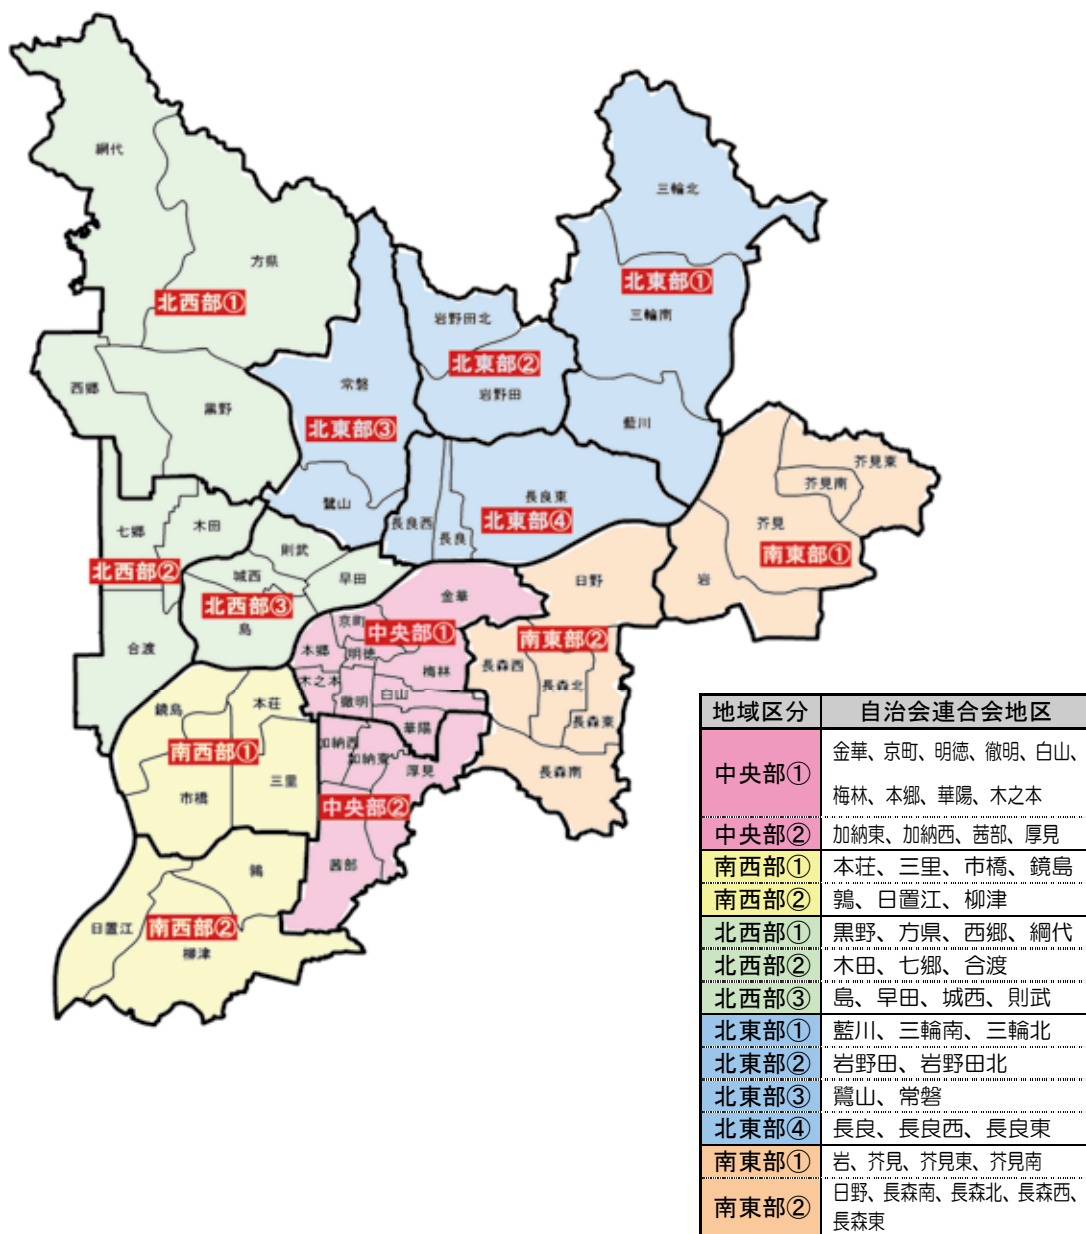 網代
三輪北
方県
北東部①
北西部①
三輪南
岩野田北
北東部②
常磐
西郷
岩野田
黒野
北東部③
藍川
芥見東
芥見南
長良東
鷺山
木田
七郷
長良西
北東部④
芥見
長良
則武
南東部①
北西部②
城西
早田
日野
岩
金華
北西部③
島
京町
中央部①
南東部②
合渡
本郷
明徳
長森西
梅林
木之本
長森北
白山
徹明
本荘
鏡島
長森東
華陽
加納西
南西部①
加納東
厚見
長森南
三里
市橋
中央部②
茜部
鶉
日置江
南西部②
柳津
地域区分 自治会連合会地区
中央部① 金華、京町、明徳、徹明、白山、
梅林、本郷、華陽、木之本
中央部② 加納東、加納西、茜部、厚見
南西部① 本荘、三里、市橋、鏡島
南西部② 鶉、日置江、柳津
北西部① 黒野、方県、西郷、網代
北西部② 木田、七郷、合渡
北西部③ 島、早田、城西、則武
北東部① 藍川、三輪南、三輪北
北東部② 岩野田、岩野田北
北東部③ 鷺山、常磐
北東部④ 長良、長良西、長良東
南東部① 岩、芥見、芥見東、芥見南
南東部② 日野、長森南、長森北、長森西、
長森東